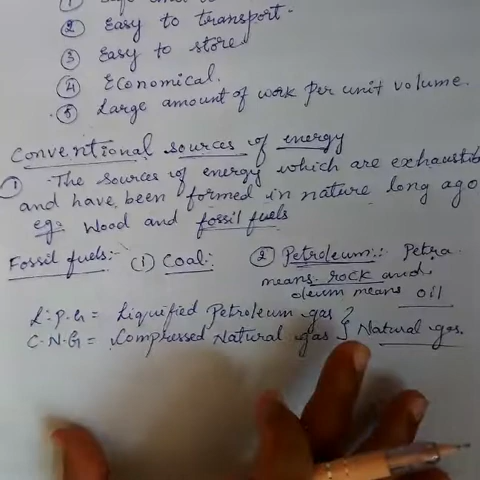 ② Easy to transport.
③ Easy to store
④ Economical.
⑤ Large amount of work per unit volume.
Conventional sources of energy
① The sources of energy which are exhaustib
and have been formed in nature long ago
eg: Wood and fossil fuels
Fossil fuels:- (1) Coal:- ② Petroleum:- Petra
means rock and
oleum means oil
L.P.G = Liquified Petroleum gas
C.N.G = Compressed Natural gas } Natural gas.